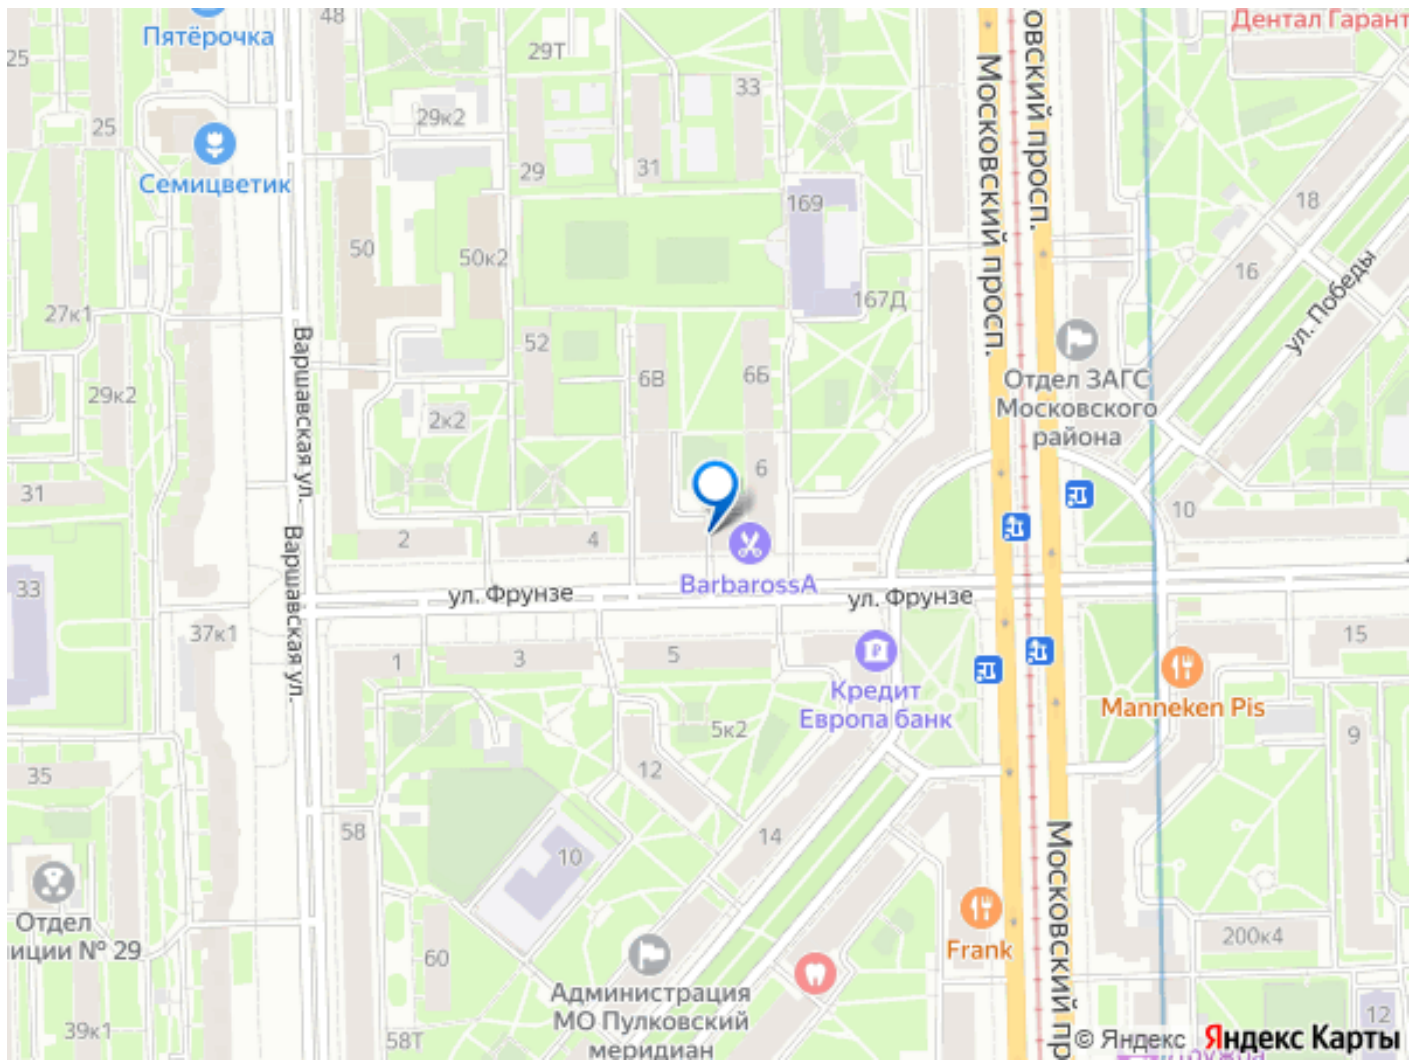 48
Пятёрочка
25
29Т
33
29к2
25
Семицветик
29
31
169
18
50
50к2
16
167Д
27к1
Варшавская ул.
52
6В
6Б
29к2
2к2
Московский просп.
овский просп.
Дентал Гарант
ул. Победы
Отдел ЗАГС
Московского
района
31
6
10
2
4
BarbarossA
ул. Фрунзе
ул. Фрунзе
33
Варшавская ул.
37к1
1
3
5
15
Кредит
Европа банк
Manneken Pis
5к2
9
35
12
58
14
10
Московский пр
Отдел
иции № 29
60
Frank
200к4
Администрация
МО Пулковский
меридиан
39к1
58Т
12
© Яндекс Яндекс Карты